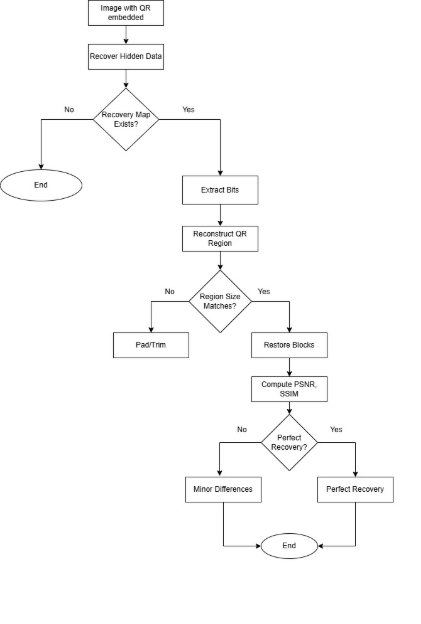 Image with QR
embedded
Recover Hidden Data
No
Recovery Map
Exists?
Yes
End
Extract Bits
Reconstruct QR
Region
No
Region Size
Matches?
Yes
Pad/Trim
Restore Blocks
Compute PSNR,
SSIM
No
Perfect
Recovery?
Yes
Minor Differences
Perfect Recovery
End